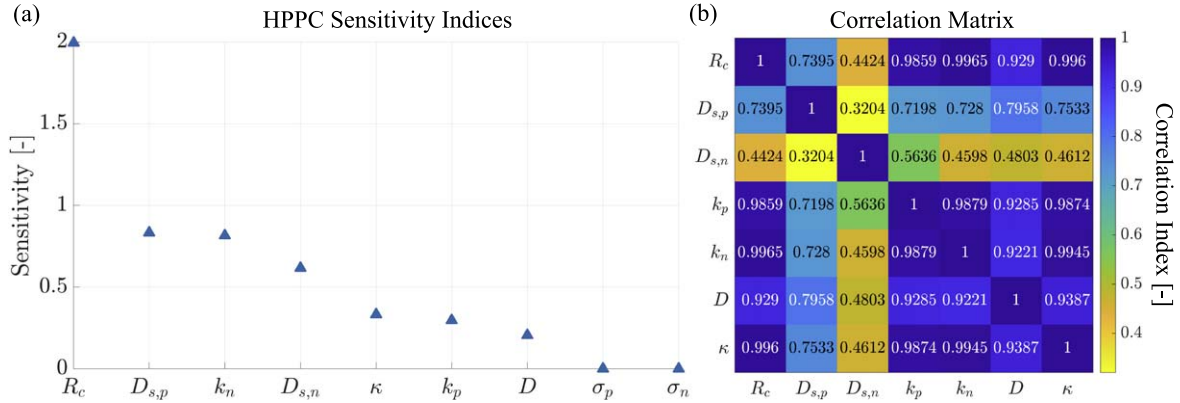 (a)
HPPC Sensitivity Indices
Sensitivity [-]
2
1.5
1
0.5
0
R_c D_{s,p} k_n D_{s,n} κ k_p D σ_p σ_n
(b)
Correlation Matrix
R_c 1 0.7395 0.4424 0.9859 0.9965 0.929 0.996
D_{s,p} 0.7395 1 0.3204 0.7198 0.728 0.7958 0.7533
D_{s,n} 0.4424 0.3204 1 0.5636 0.4598 0.4803 0.4612
k_p 0.9859 0.7198 0.5636 1 0.9879 0.9285 0.9874
k_n 0.9965 0.728 0.4598 0.9879 1 0.9221 0.9945
D 0.929 0.7958 0.4803 0.9285 0.9221 1 0.9387
κ 0.996 0.7533 0.4612 0.9874 0.9945 0.9387 1
R_c D_{s,p} D_{s,n} k_p k_n D κ
1
0.9
0.8
0.7
0.6
0.5
0.4
Correlation Index [-]